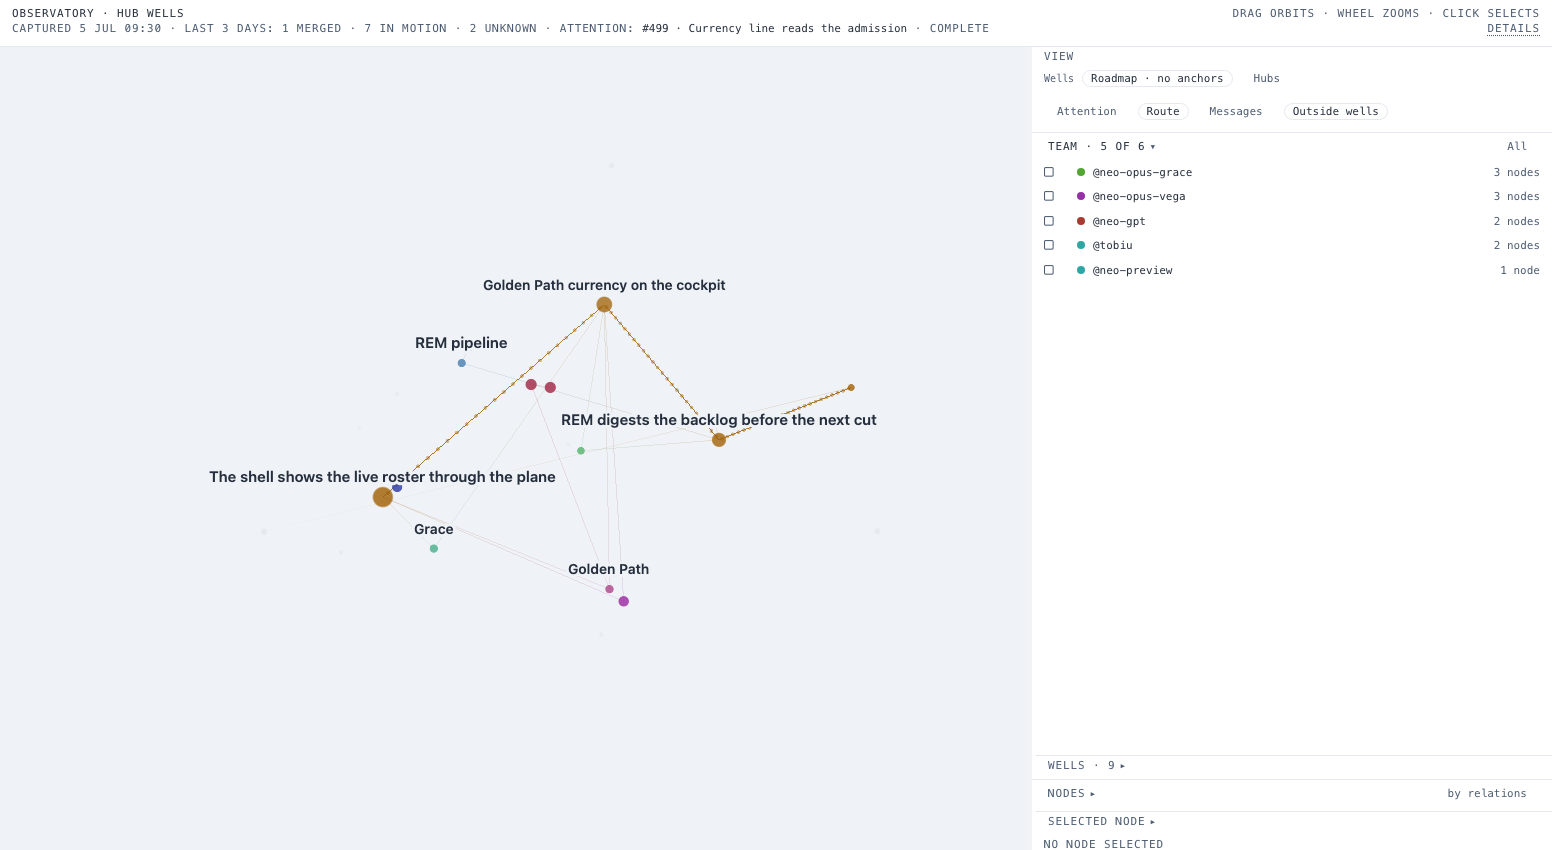 OBSERVATORY · HUB WELLS
CAPTURED 5 JUL 09:30 · LAST 3 DAYS: 1 MERGED · 7 IN MOTION · 2 UNKNOWN · ATTENTION: #499 · Currency line reads the admission · COMPLETE
DRAG ORBITS · WHEEL ZOOMS · CLICK SELECTS
DETAILS
Golden Path currency on the cockpit
REM pipeline
REM digests the backlog before the next cut
The shell shows the live roster through the plane
Grace
Golden Path
VIEW
Wells Roadmap · no anchors Hubs
Attention Route Messages Outside wells
TEAM · 5 OF 6 ▾ All
@neo-opus-grace 3 nodes
@neo-opus-vega 3 nodes
@neo-gpt 2 nodes
@tobiu 2 nodes
@neo-preview 1 node
WELLS · 9 ▸
NODES ▸ by relations
SELECTED NODE ▸
NO NODE SELECTED